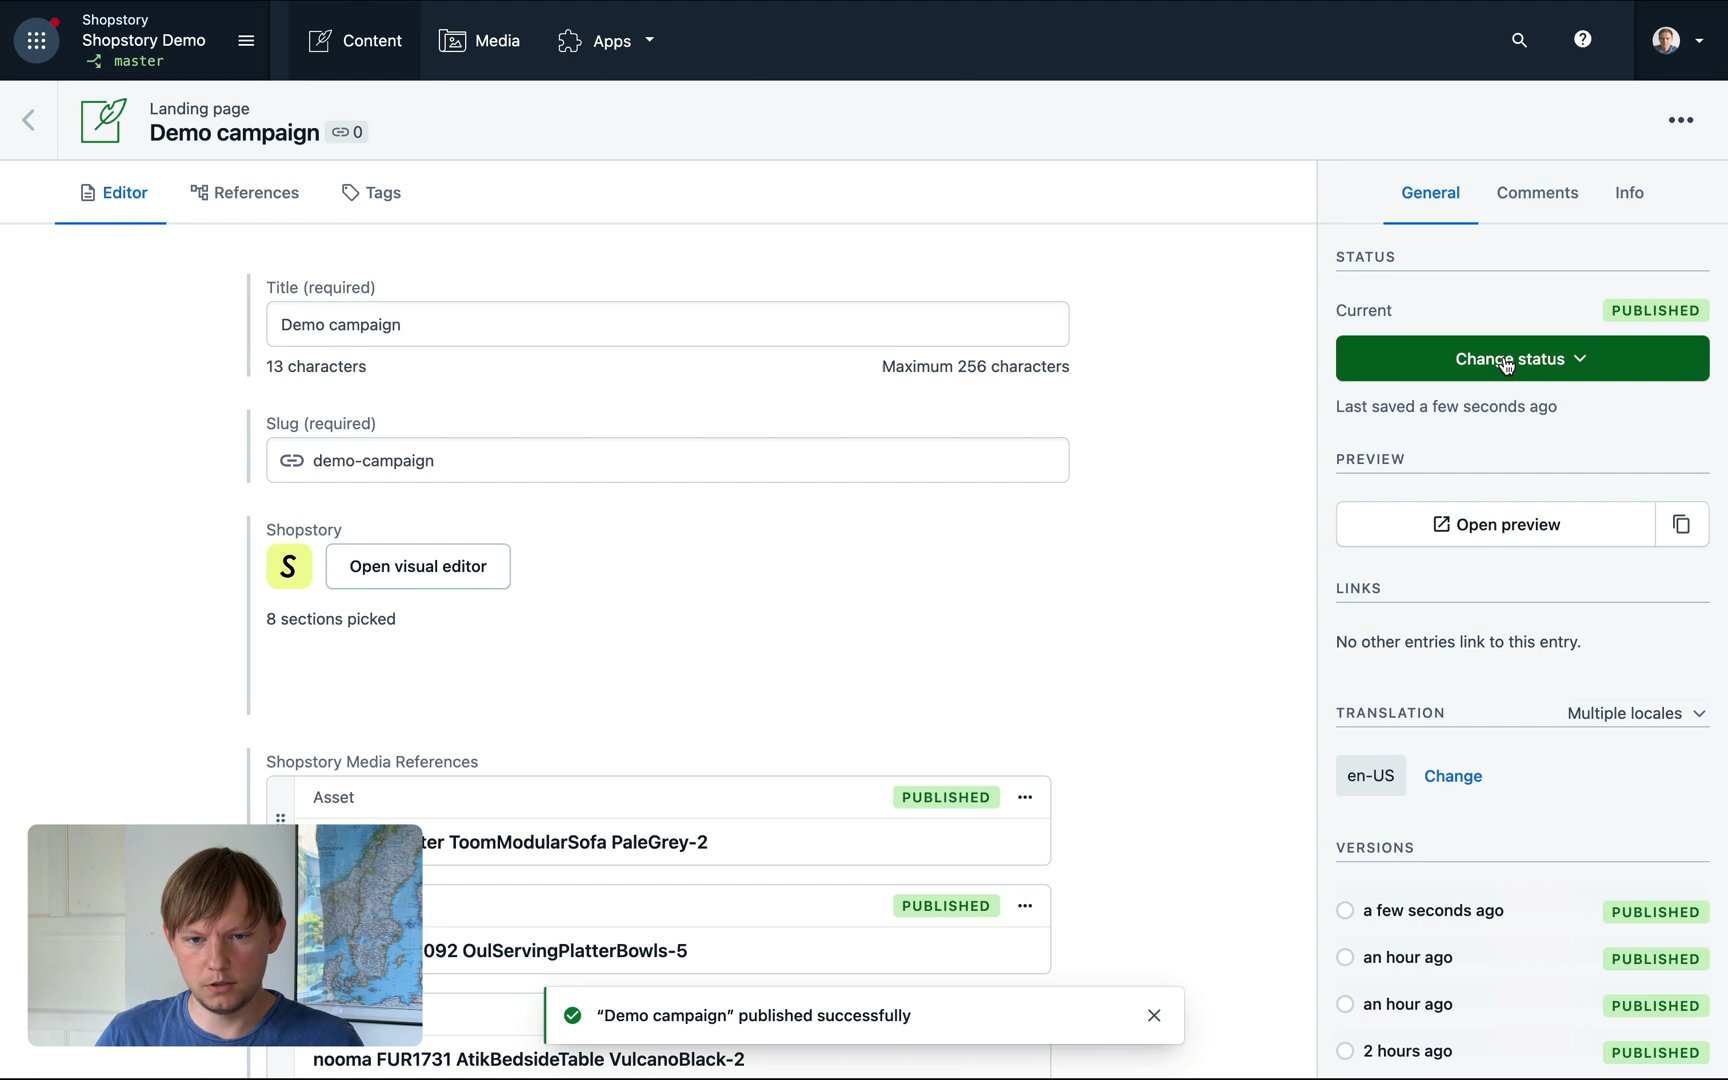 Shopstory
Shopstory Demo
master
Content
Media
Apps
Landing page
Demo campaign
0
Editor
References
Tags
General
Comments
Info
Title (required)
Demo campaign
13 characters
Maximum 256 characters
Slug (required)
demo-campaign
Shopstory
S
Open visual editor
8 sections picked
Shopstory Media References
Asset
PUBLISHED
ter ToomModularSofa PaleGrey-2
PUBLISHED
092 OulServingPlatterBowls-5
nooma FUR1731 AtikBedsideTable VulcanoBlack-2
"Demo campaign" published successfully
STATUS
Current
PUBLISHED
Change status
Last saved a few seconds ago
PREVIEW
Open preview
LINKS
No other entries link to this entry.
TRANSLATION
Multiple locales
en-US
Change
VERSIONS
a few seconds ago
PUBLISHED
an hour ago
PUBLISHED
an hour ago
PUBLISHED
2 hours ago
PUBLISHED